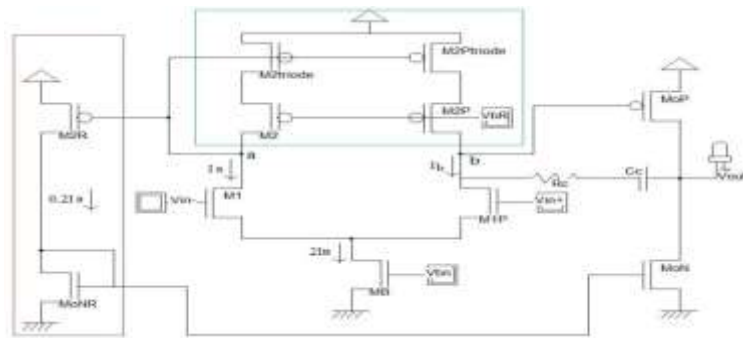 M2triode
M2Ptriode
M2R
M2
M2P
VbR
MoP
a
b
Ia
Ib
Rc
Cc
Vout
M1
Vin-
M1P
Vin+
0.2Ia
2Ia
MB
Vbn
MoN
MoNR